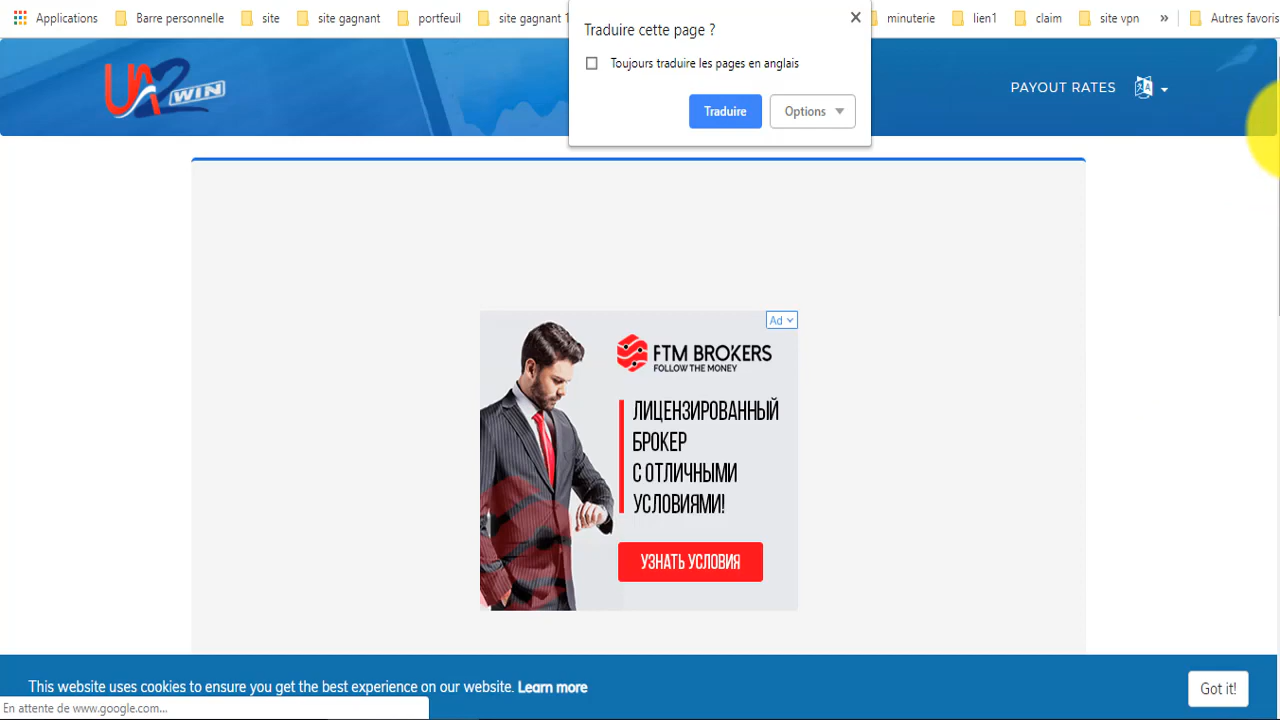 Applications Barre personnelle site site gagnant portfeuil site gagnant 1 minuterie lien1 claim site vpn » Autres favoris
Traduire cette page ?
Toujours traduire les pages en anglais
Traduire Options
UA2 WIN
PAYOUT RATES
Ad
FTM BROKERS
FOLLOW THE MONEY
ЛИЦЕНЗИРОВАННЫЙ
БРОКЕР
С ОТЛИЧНЫМИ
УСЛОВИЯМИ!
УЗНАТЬ УСЛОВИЯ
This website uses cookies to ensure you get the best experience on our website. Learn more
Got it!
En attente de www.google.com...